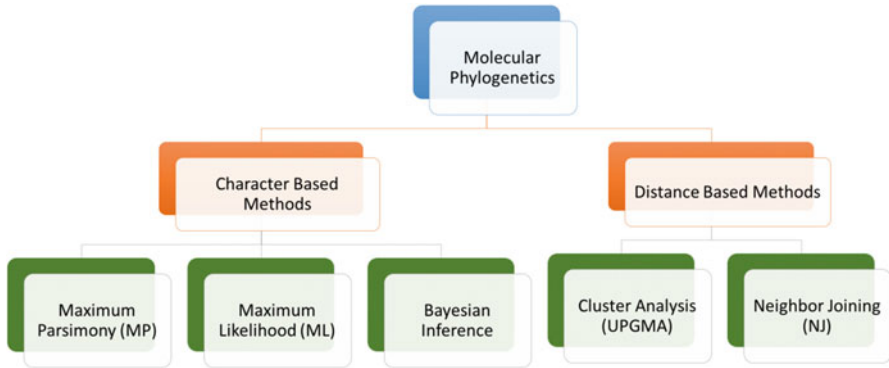 Molecular
Phylogenetics
Character Based
Methods
Distance Based Methods
Maximum
Parsimony (MP)
Maximum
Likelihood (ML)
Bayesian
Inference
Cluster Analysis
(UPGMA)
Neighbor Joining
(NJ)